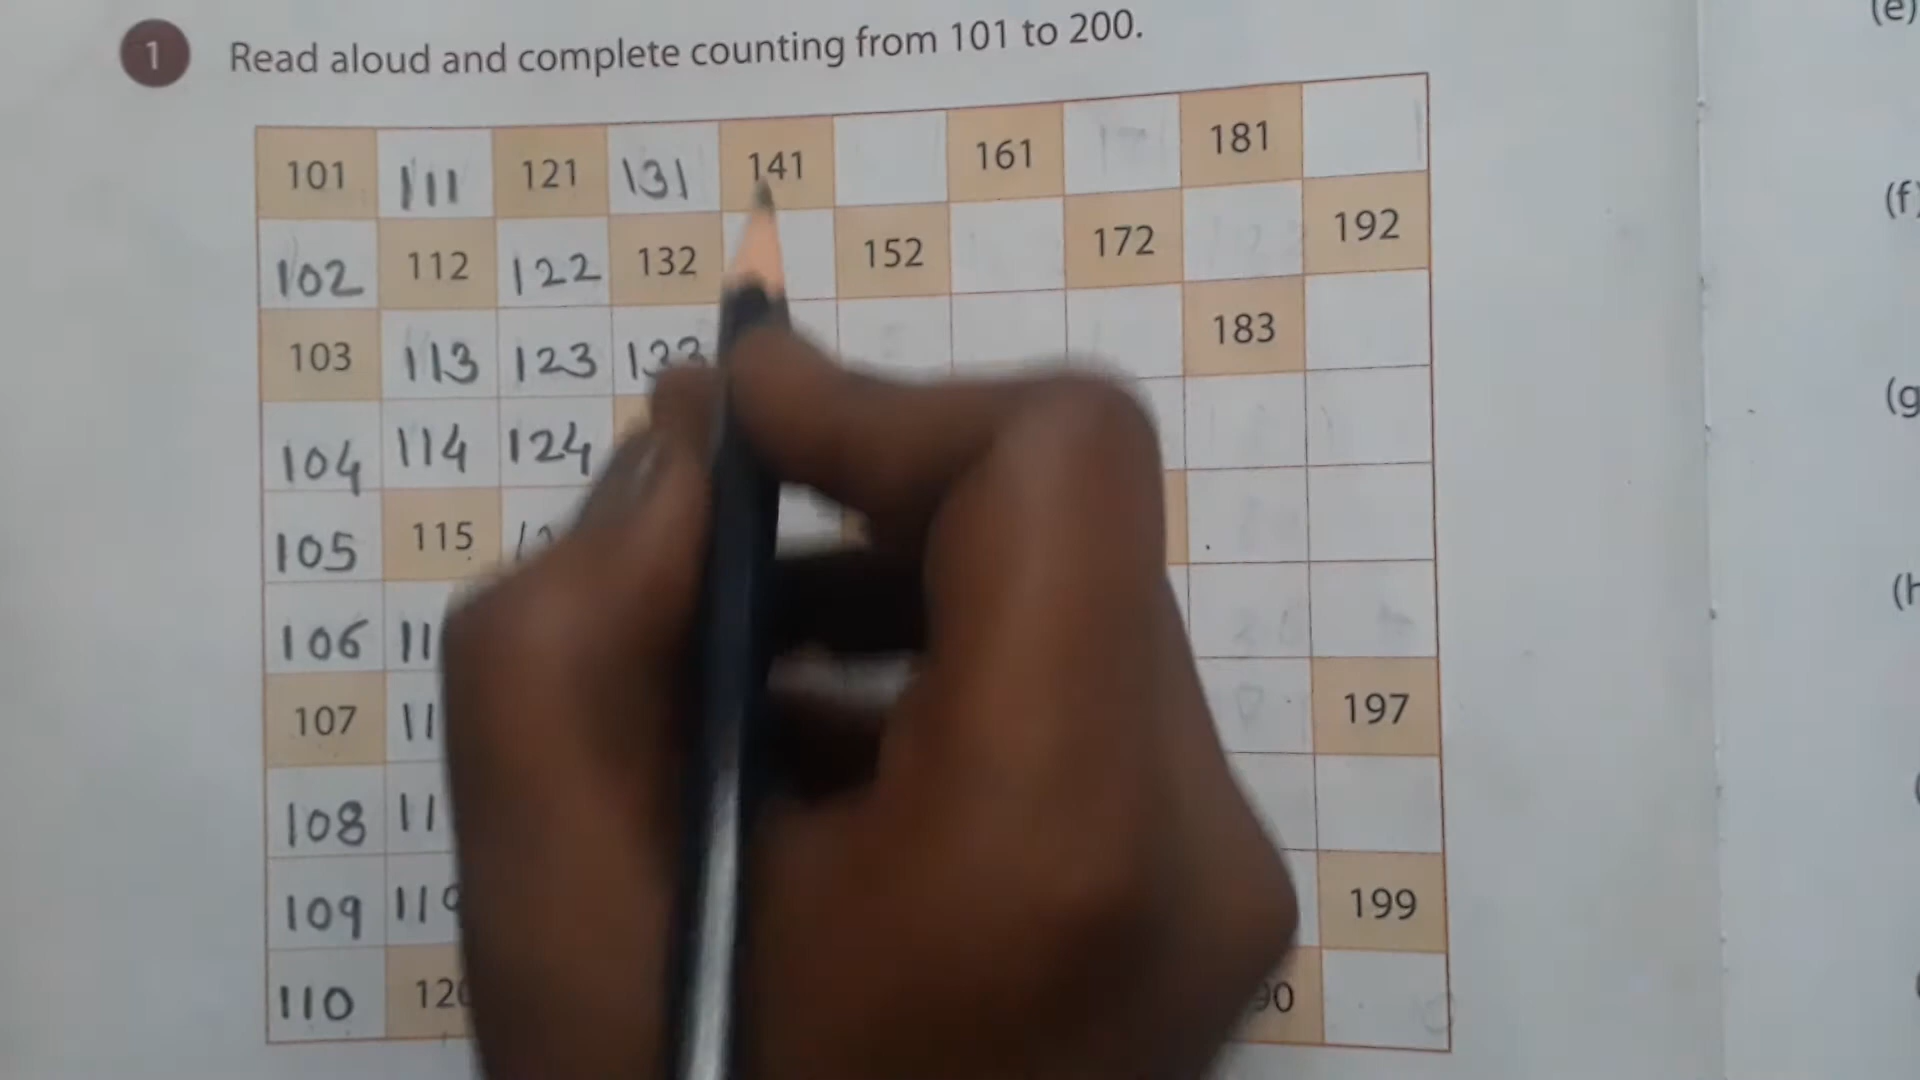 1 Read aloud and complete counting from 101 to 200.
101 111 121 131 141 161 181
102 112 122 132 152 172 192
103 113 123 133 183
104 114 124
105 115
106
107 197
108
109 199
110
(e)
(f)